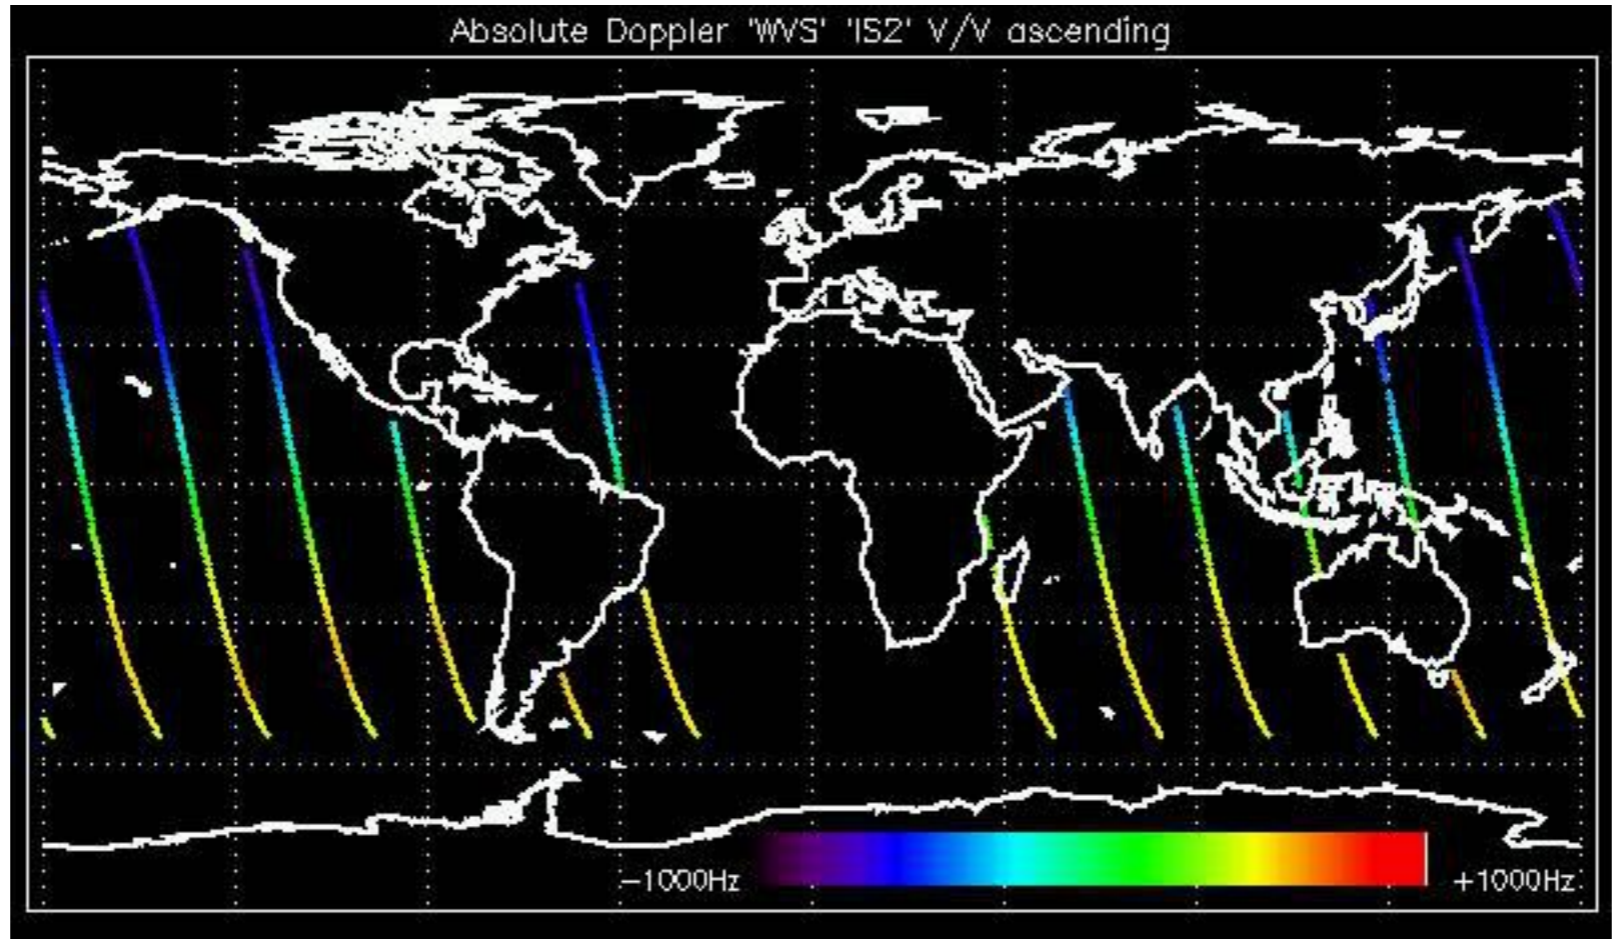 Absolute Doppler 'WVS' 'IS2' V/V ascending
−1000Hz +1000Hz